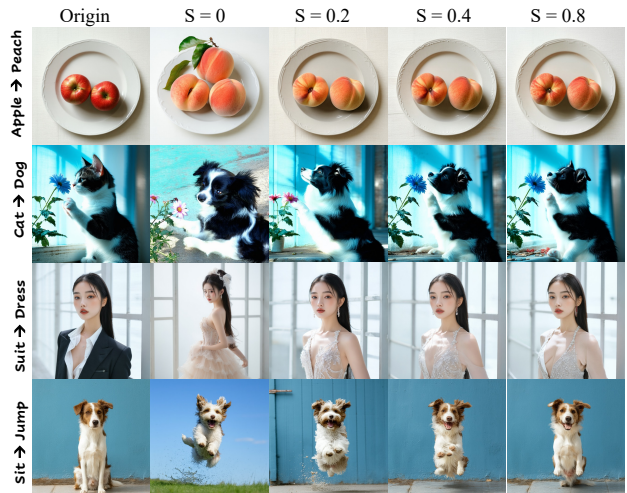 Origin
S = 0
S = 0.2
S = 0.4
S = 0.8
Apple → Peach
Cat → Dog
Suit → Dress
Sit → Jump